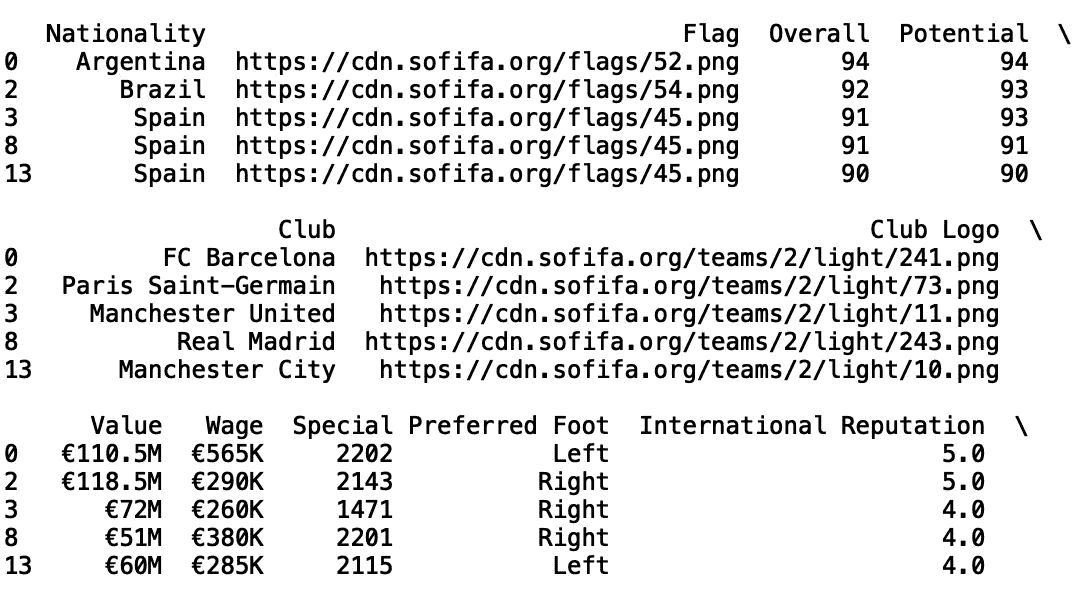 Nationality Flag Overall Potential \
0 Argentina https://cdn.sofifa.org/flags/52.png 94 94
2 Brazil https://cdn.sofifa.org/flags/54.png 92 93
3 Spain https://cdn.sofifa.org/flags/45.png 91 93
8 Spain https://cdn.sofifa.org/flags/45.png 91 91
13 Spain https://cdn.sofifa.org/flags/45.png 90 90
Club Club Logo \
0 FC Barcelona https://cdn.sofifa.org/teams/2/light/241.png
2 Paris Saint-Germain https://cdn.sofifa.org/teams/2/light/73.png
3 Manchester United https://cdn.sofifa.org/teams/2/light/11.png
8 Real Madrid https://cdn.sofifa.org/teams/2/light/243.png
13 Manchester City https://cdn.sofifa.org/teams/2/light/10.png
Value Wage Special Preferred Foot International Reputation \
0 €110.5M €565K 2202 Left 5.0
2 €118.5M €290K 2143 Right 5.0
3 €72M €260K 1471 Right 4.0
8 €51M €380K 2201 Right 4.0
13 €60M €285K 2115 Left 4.0